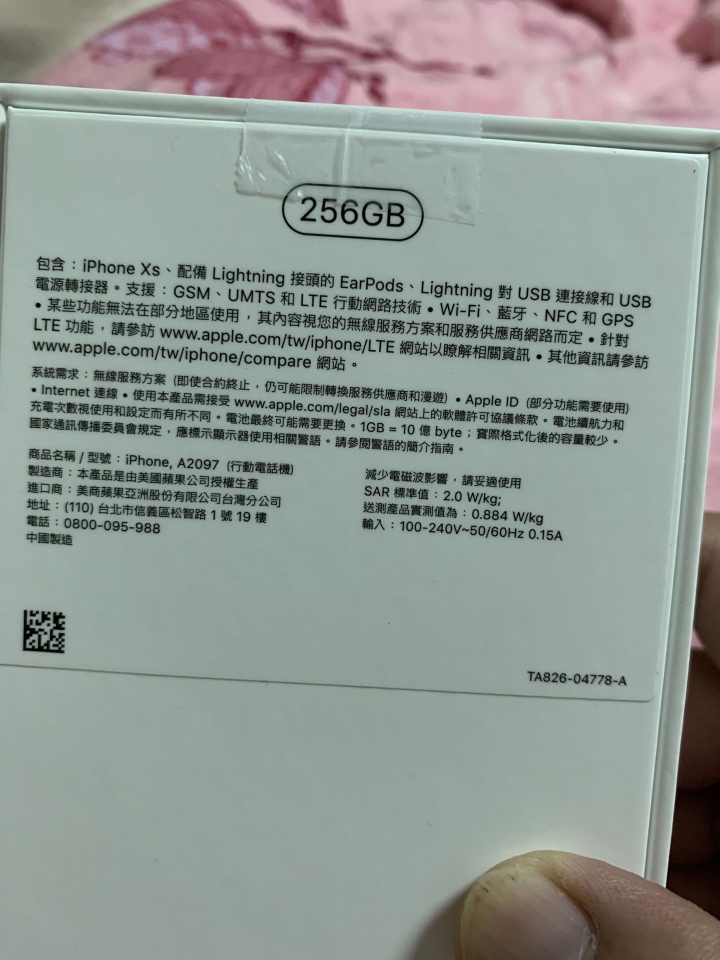 256GB
包含：iPhone Xs、配備 Lightning 接頭的 EarPods、Lightning 對 USB 連接線和 USB
電源轉接器。支援：GSM、UMTS 和 LTE 行動網路技術 • Wi-Fi、藍牙、NFC 和 GPS
• 某些功能無法在部分地區使用，其內容視您的無線服務方案和服務供應商網路而定 • 針對
LTE 功能，請參訪 www.apple.com/tw/iphone/LTE 網站以瞭解相關資訊 • 其他資訊請參訪
www.apple.com/tw/iphone/compare 網站。
系統需求：無線服務方案（即使合約終止，仍可能限制轉換服務供應商和漫遊）• Apple ID（部分功能需要使用）
• Internet 連線 • 使用本產品需接受 www.apple.com/legal/sla 網站上的軟體許可協議條款。電池續航力和
充電次數視使用和設定而有所不同。電池最終可能需要更換。1GB = 10 億 byte；實際格式化後的容量較少。
國家通訊傳播委員會規定，應標示顯示器使用相關警語。請參閱警語的簡介指南。
商品名稱 / 型號：iPhone, A2097（行動電話機）
製造商：本產品是由美國蘋果公司授權生產
進口商：美商蘋果亞洲股份有限公司台灣分公司
地址：(110) 台北市信義區松智路 1 號 19 樓
電話：0800-095-988
中國製造
減少電磁波影響，請妥適使用
SAR 標準值：2.0 W/kg;
送測產品實測值為：0.884 W/kg
輸入：100-240V~50/60Hz 0.15A
TA826-04778-A